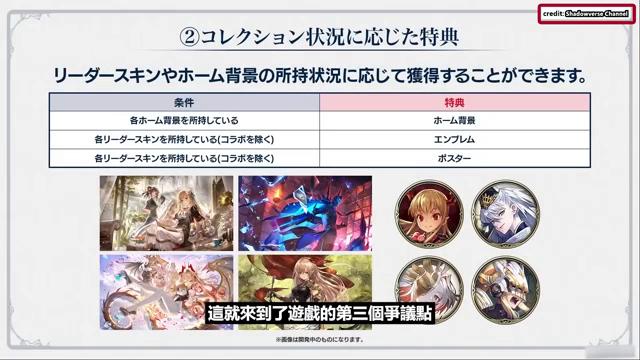 credit: Shadowverse Channel
②コレクション状況に応じた特典
リーダースキンやホーム背景の所持状況に応じて獲得することができます。
条件 特典
各ホーム背景を所持している ホーム背景
各リーダースキンを所持している(コラボを除く) エンブレム
各リーダースキンを所持している(コラボを除く) ポスター
這就來到了遊戲的第三個爭議點
※画像は開発中のものになります。